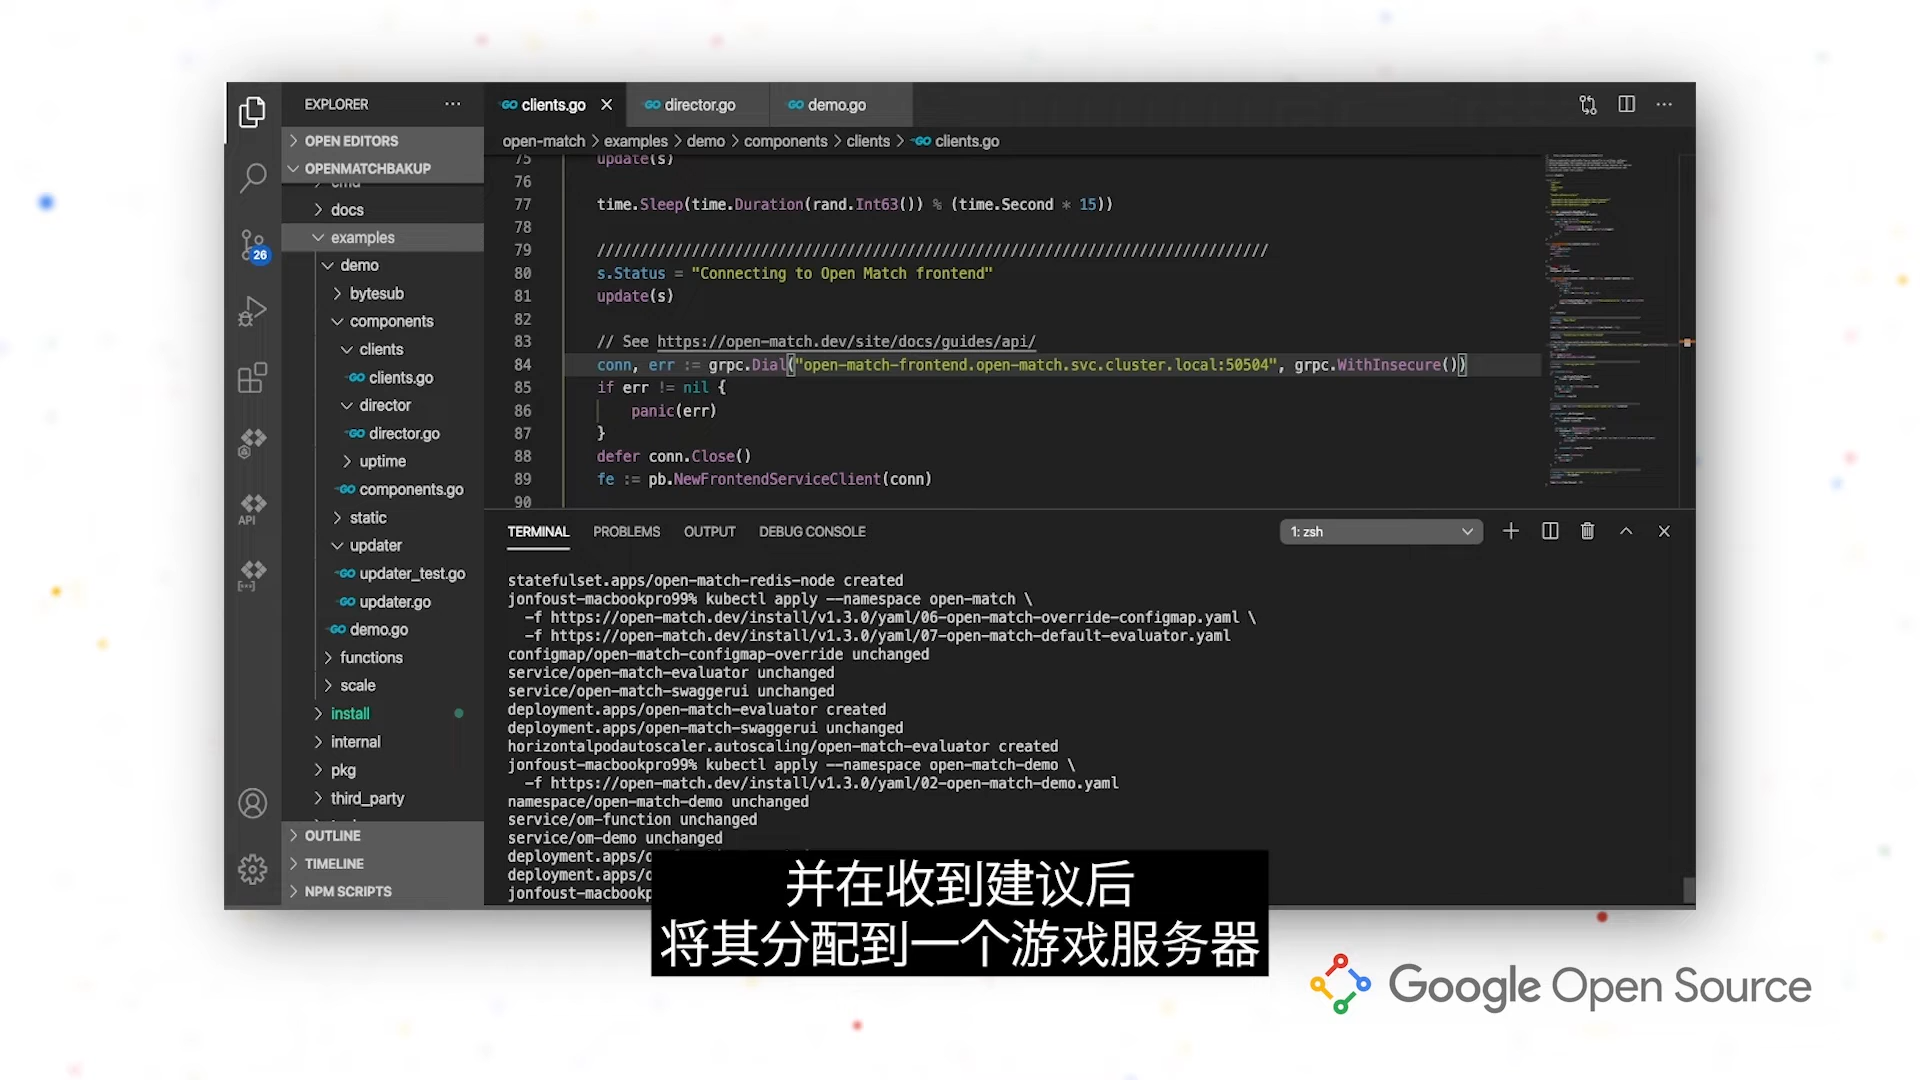 EXPLORER
OPEN EDITORS
OPENMATCHBAKUP
cmd
docs
examples
demo
bytesub
components
clients
clients.go
director
director.go
uptime
components.go
static
updater
updater_test.go
updater.go
demo.go
functions
scale
install
internal
pkg
third_party
OUTLINE
TIMELINE
NPM SCRIPTS
26
API
clients.go
director.go
demo.go
open-match > examples > demo > components > clients > clients.go
75 update(s)
76
77 time.Sleep(time.Duration(rand.Int63()) % (time.Second * 15))
78
79 //////////////////////////////////////////////////////////////////////////////
80 s.Status = "Connecting to Open Match frontend"
81 update(s)
82
83 // See https://open-match.dev/site/docs/guides/api/
84 conn, err := grpc.Dial("open-match-frontend.open-match.svc.cluster.local:50504", grpc.WithInsecure())
85 if err != nil {
86 panic(err)
87 }
88 defer conn.Close()
89 fe := pb.NewFrontendServiceClient(conn)
90
TERMINAL PROBLEMS OUTPUT DEBUG CONSOLE
1: zsh
statefulset.apps/open-match-redis-node created
jonfoust-macbookpro99% kubectl apply --namespace open-match \
-f https://open-match.dev/install/v1.3.0/yaml/06-open-match-override-configmap.yaml \
-f https://open-match.dev/install/v1.3.0/yaml/07-open-match-default-evaluator.yaml
configmap/open-match-configmap-override unchanged
service/open-match-evaluator unchanged
service/open-match-swaggerui unchanged
deployment.apps/open-match-evaluator created
deployment.apps/open-match-swaggerui unchanged
horizontalpodautoscaler.autoscaling/open-match-evaluator created
jonfoust-macbookpro99% kubectl apply --namespace open-match-demo \
-f https://open-match.dev/install/v1.3.0/yaml/02-open-match-demo.yaml
namespace/open-match-demo unchanged
service/om-function unchanged
service/om-demo unchanged
deployment.apps/o
deployment.apps/o
jonfoust-macbookp
并在收到建议后
将其分配到一个游戏服务器
Google Open Source